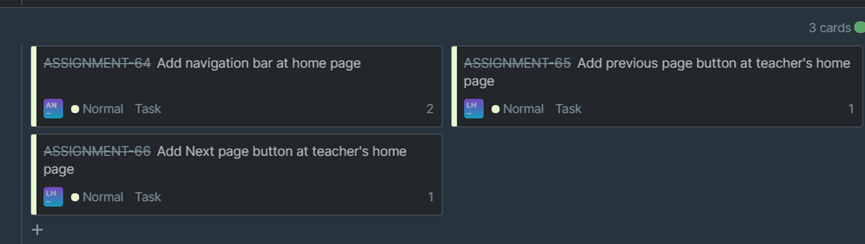 3 cards
ASSIGNMENT-64 Add navigation bar at home page
AN
Normal Task 2
ASSIGNMENT-65 Add previous page button at teacher's home
page
LH
Normal Task 1
ASSIGNMENT-66 Add Next page button at teacher's home
page
LH
Normal Task 1
+